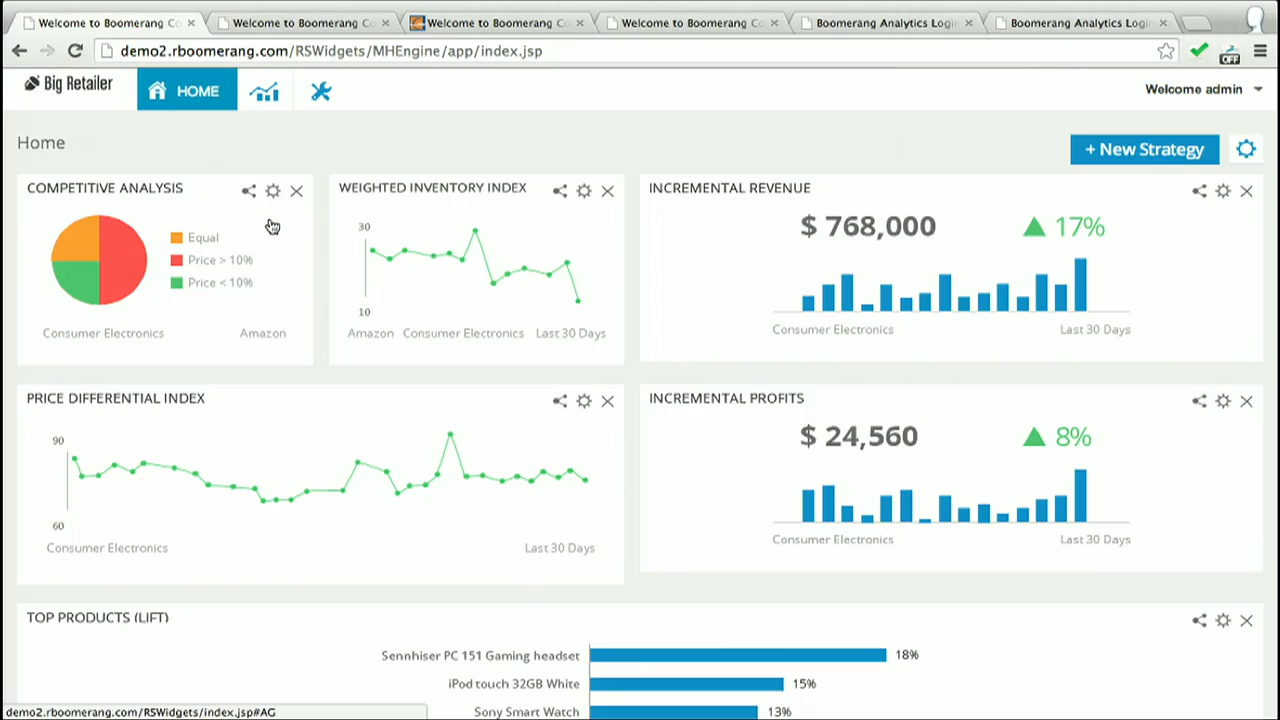 Welcome to Boomerang Co
Welcome to Boomerang Co
Welcome to Boomerang Co
Welcome to Boomerang Co
Boomerang Analytics Login
Boomerang Analytics Login
demo2.rboomerang.com/RSWidgets/MHEngine/app/index.jsp
OFF
Big Retailer
HOME
Welcome admin
Home
+ New Strategy
COMPETITIVE ANALYSIS
Equal
Price > 10%
Price < 10%
Consumer Electronics
Amazon
WEIGHTED INVENTORY INDEX
30
10
Amazon Consumer Electronics Last 30 Days
INCREMENTAL REVENUE
$ 768,000
17%
Consumer Electronics
Last 30 Days
PRICE DIFFERENTIAL INDEX
90
60
Consumer Electronics
Last 30 Days
INCREMENTAL PROFITS
$ 24,560
8%
Consumer Electronics
Last 30 Days
TOP PRODUCTS (LIFT)
Sennhiser PC 151 Gaming headset 18%
iPod touch 32GB White 15%
Sony Smart Watch 13%
demo2.rboomerang.com/RSWidgets/index.jsp#AG